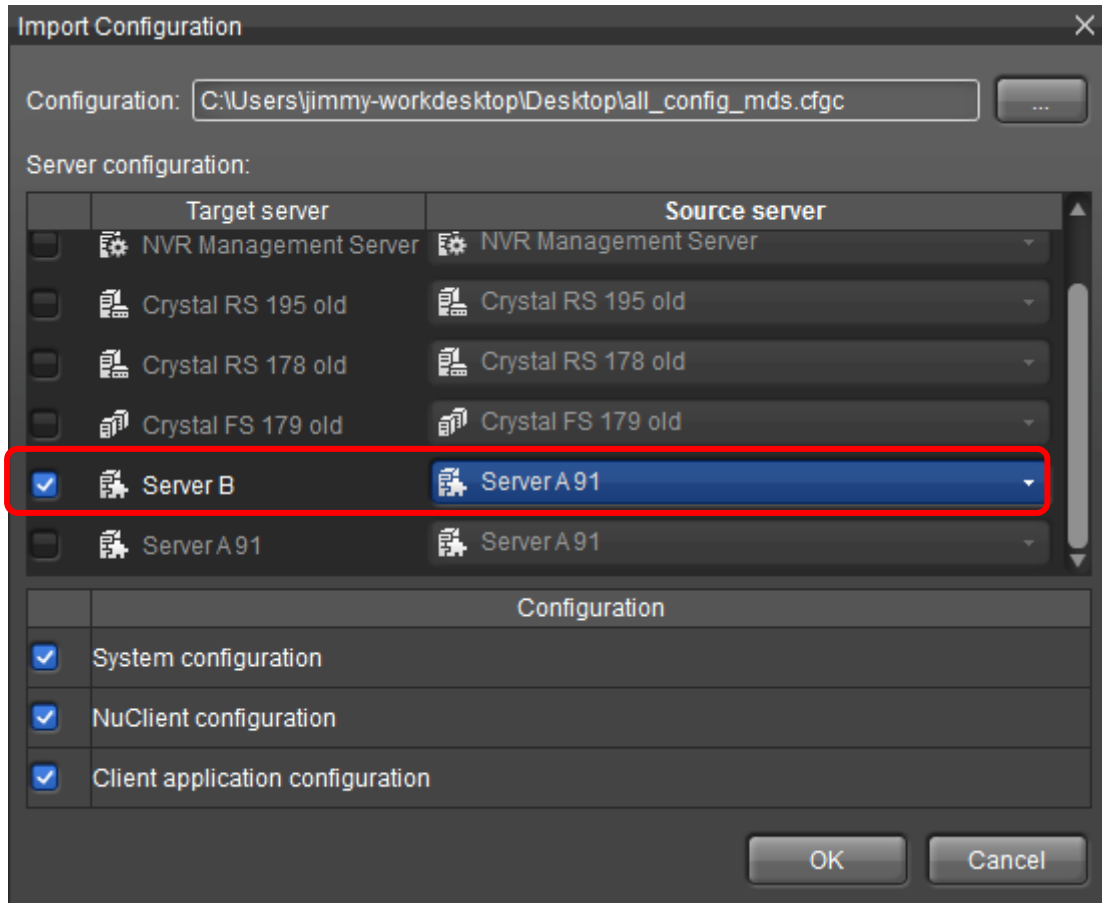 Import Configuration
Configuration: C:\Users\jimmy-workdesktop\Desktop\all_config_mds.cfgc ...
Server configuration:
Target server Source server
NVR Management Server NVR Management Server
Crystal RS 195 old Crystal RS 195 old
Crystal RS 178 old Crystal RS 178 old
Crystal FS 179 old Crystal FS 179 old
Server B Server A 91
Server A 91 Server A 91
Configuration
System configuration
NuClient configuration
Client application configuration
OK Cancel